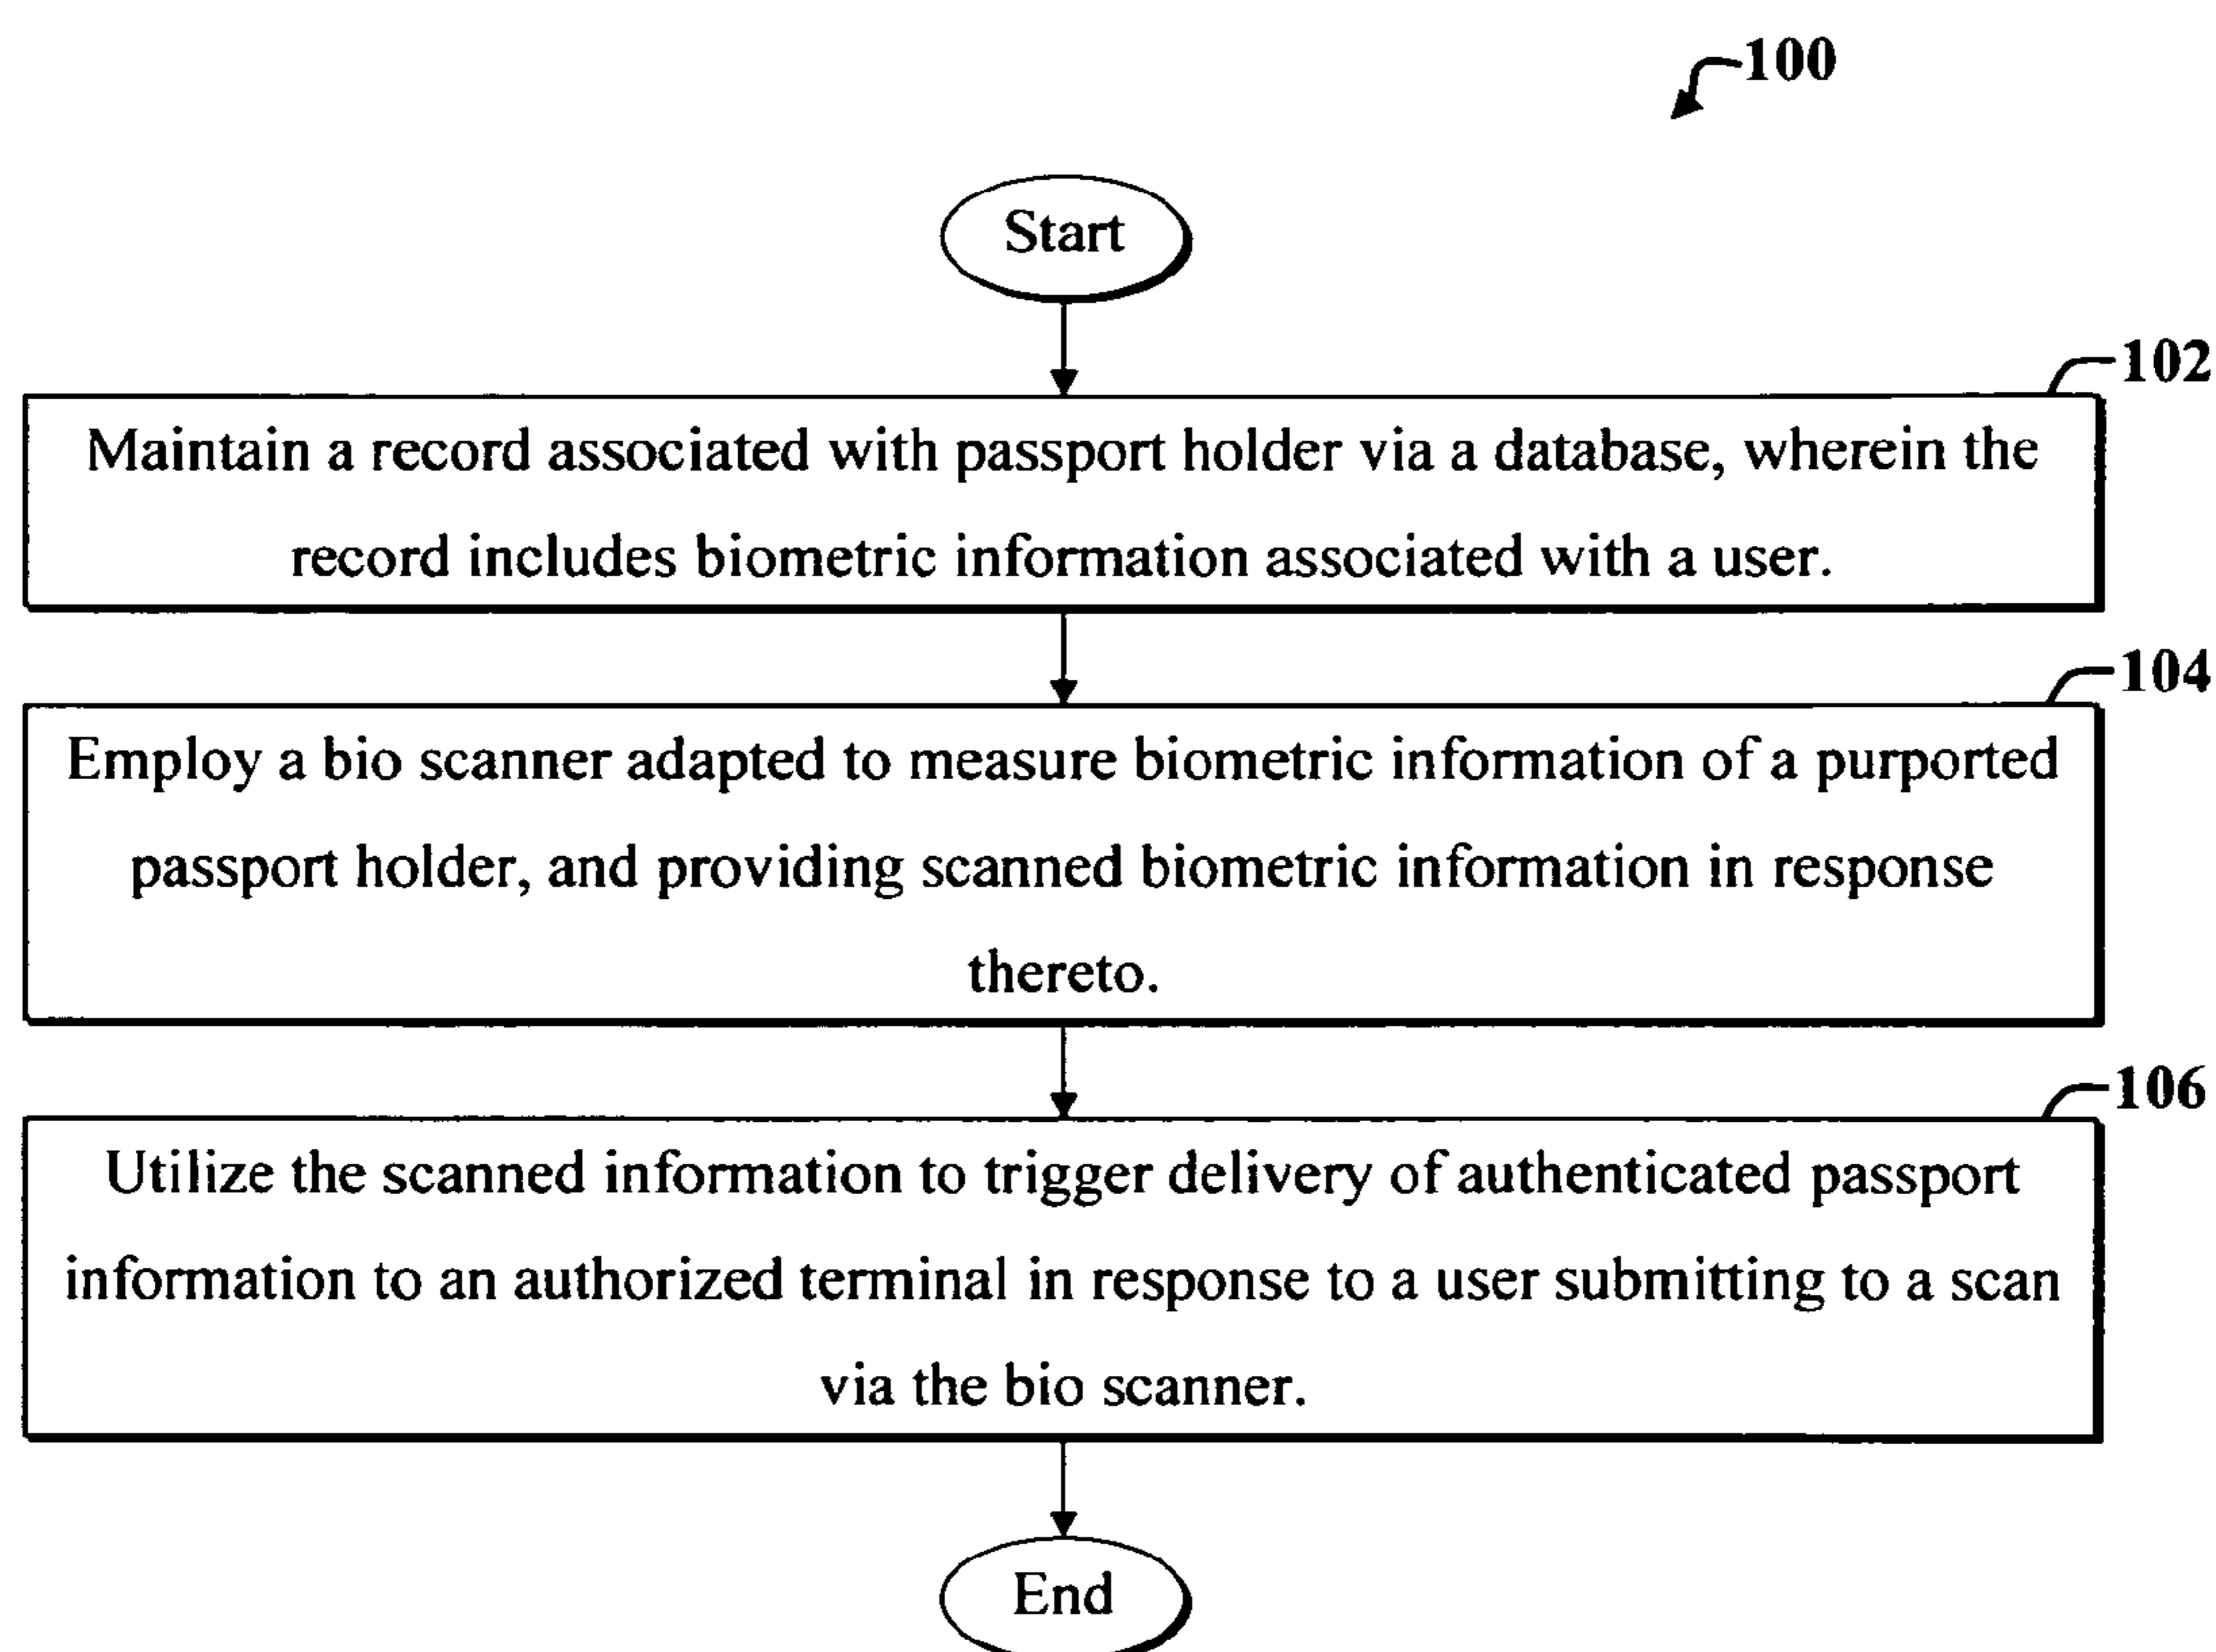 100
Start
102
Maintain a record associated with passport holder via a database, wherein the
record includes biometric information associated with a user.
104
Employ a bio scanner adapted to measure biometric information of a purported
passport holder, and providing scanned biometric information in response
thereto.
106
Utilize the scanned information to trigger delivery of authenticated passport
information to an authorized terminal in response to a user submitting to a scan
via the bio scanner.
End